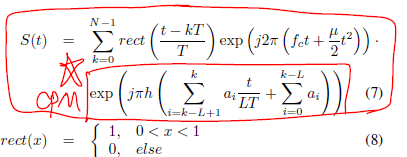 S(t) = \sum_{k=0}^{N-1} rect\left(\frac{t-kT}{T}\right) \exp\left(j2\pi\left(f_c t + \frac{\mu}{2}t^2\right)\right) \cdot
CPM \exp\left(j\pi h\left(\sum_{i=k-L+1}^{k} a_i \frac{t}{LT} + \sum_{i=0}^{k-L} a_i\right)\right) (7)
rect(x) = \begin{cases} 1, & 0 < x < 1 \\ 0, & else \end{cases} (8)